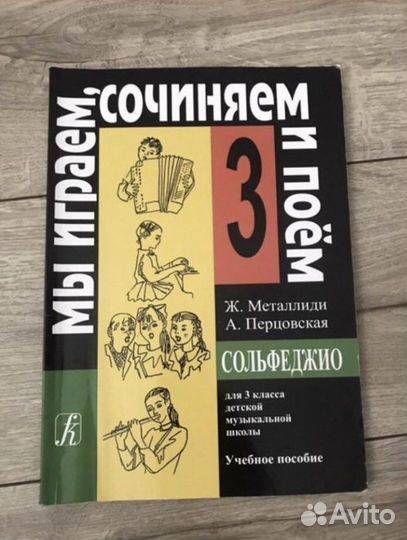 мы играем,
сочиняем
и поём
3
Ж. Металлиди
А. Перцовская
СОЛЬФЕДЖИО
для 3 класса
детской
музыкальной
школы
Учебное пособие
Avito